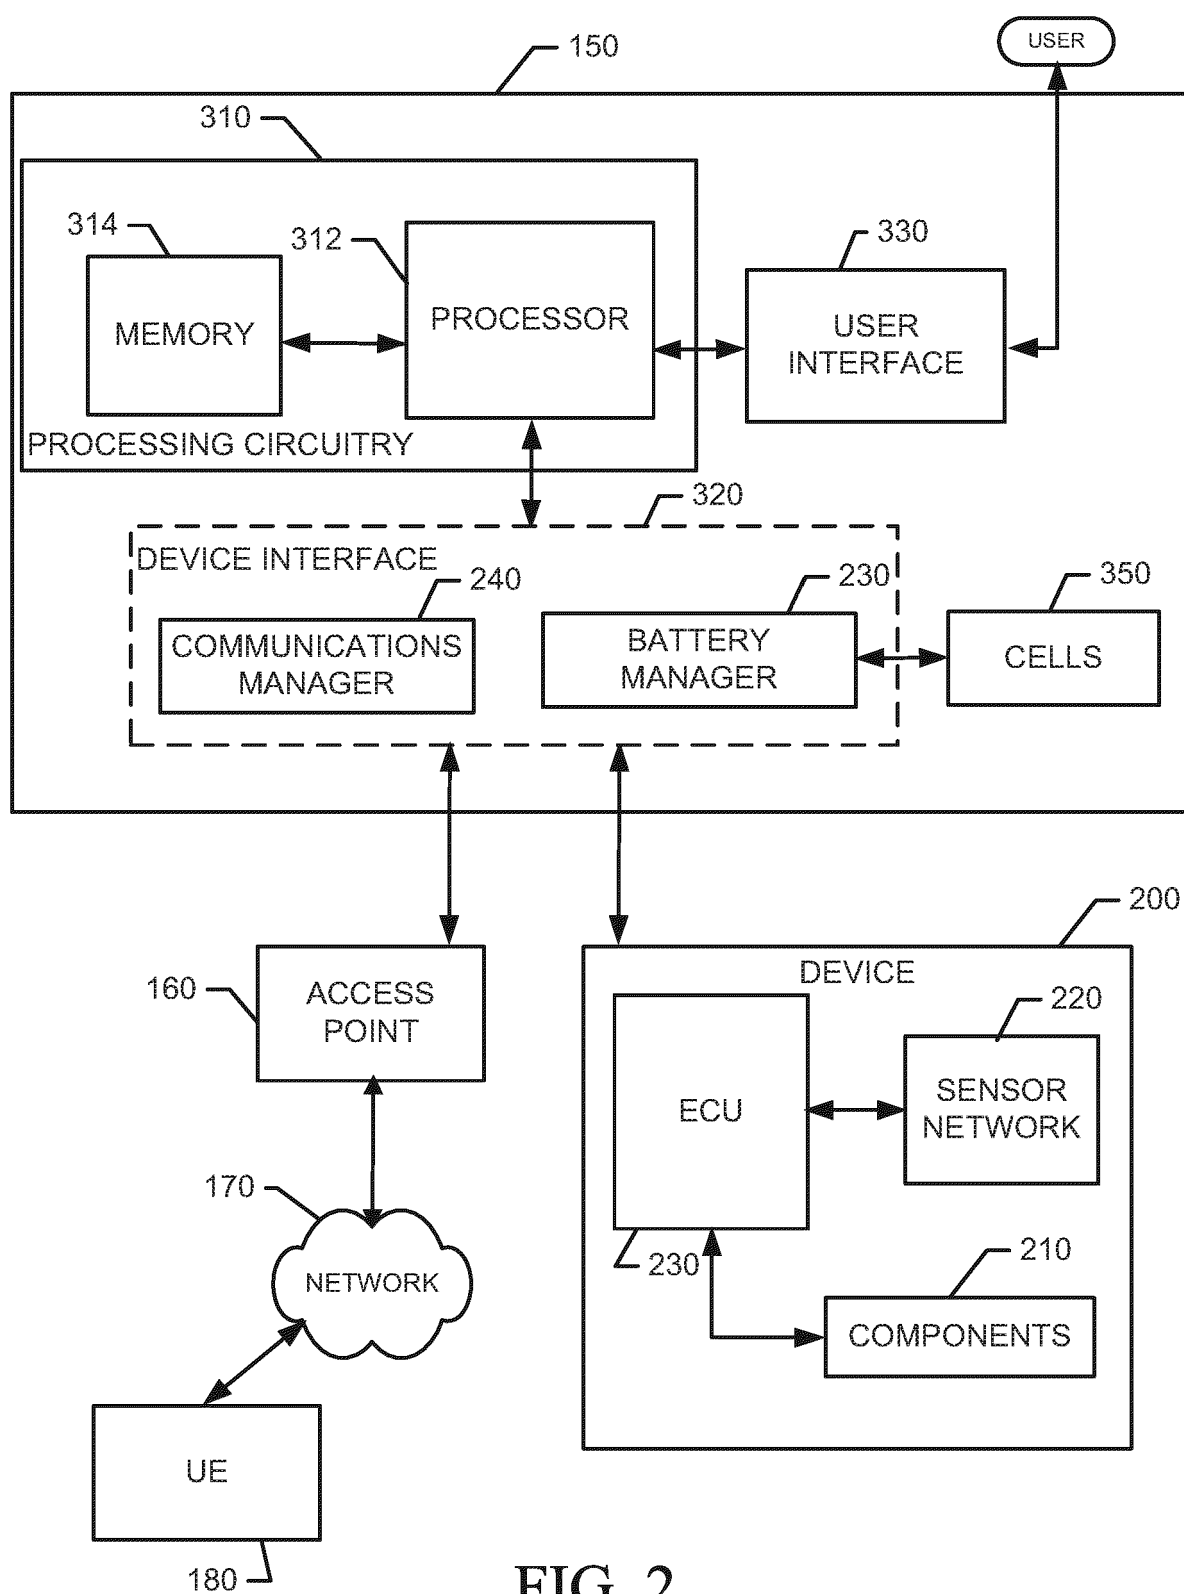 150
USER
310
314
312
330
MEMORY
PROCESSOR
USER
INTERFACE
PROCESSING CIRCUITRY
320
DEVICE INTERFACE
240
230
350
COMMUNICATIONS
MANAGER
BATTERY
MANAGER
CELLS
200
DEVICE
160
ACCESS
POINT
220
ECU
SENSOR
NETWORK
170
230
210
NETWORK
COMPONENTS
UE
180
FIG. 2